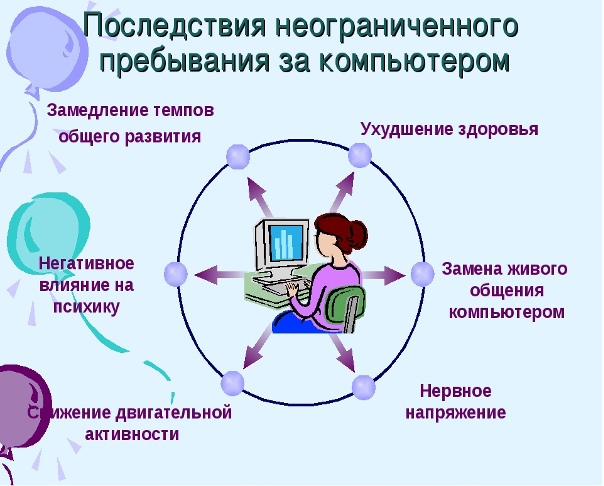 Последствия неограниченного
пребывания за компьютером
Замедление темпов
общего развития
Ухудшение здоровья
Негативное
влияние на
психику
Замена живого
общения
компьютером
Снижение двигательной
активности
Нервное
напряжение